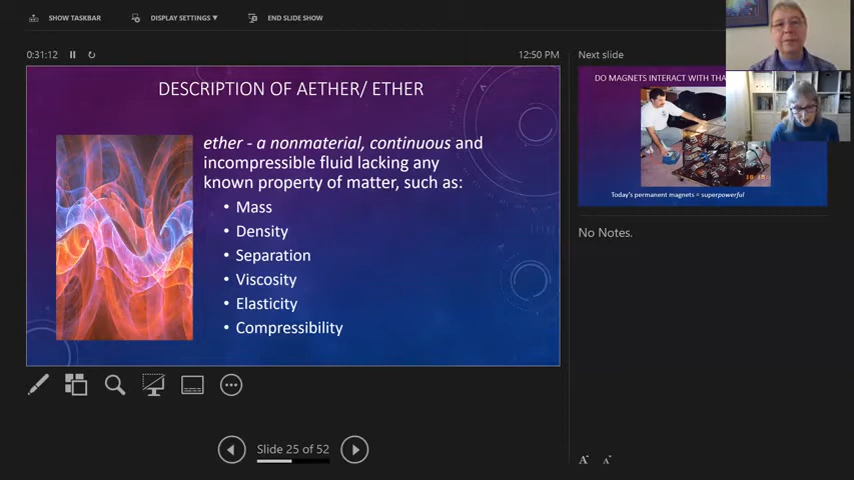 SHOW TASKBAR
DISPLAY SETTINGS ▼
END SLIDE SHOW
0:31:12
12:50 PM
DESCRIPTION OF AETHER/ ETHER
ether - a nonmaterial, continuous and
incompressible fluid lacking any
known property of matter, such as:
• Mass
• Density
• Separation
• Viscosity
• Elasticity
• Compressibility
Slide 25 of 52
Next slide
DO MAGNETS INTERACT WITH
Today's permanent magnets = superpowerful
No Notes.
A A